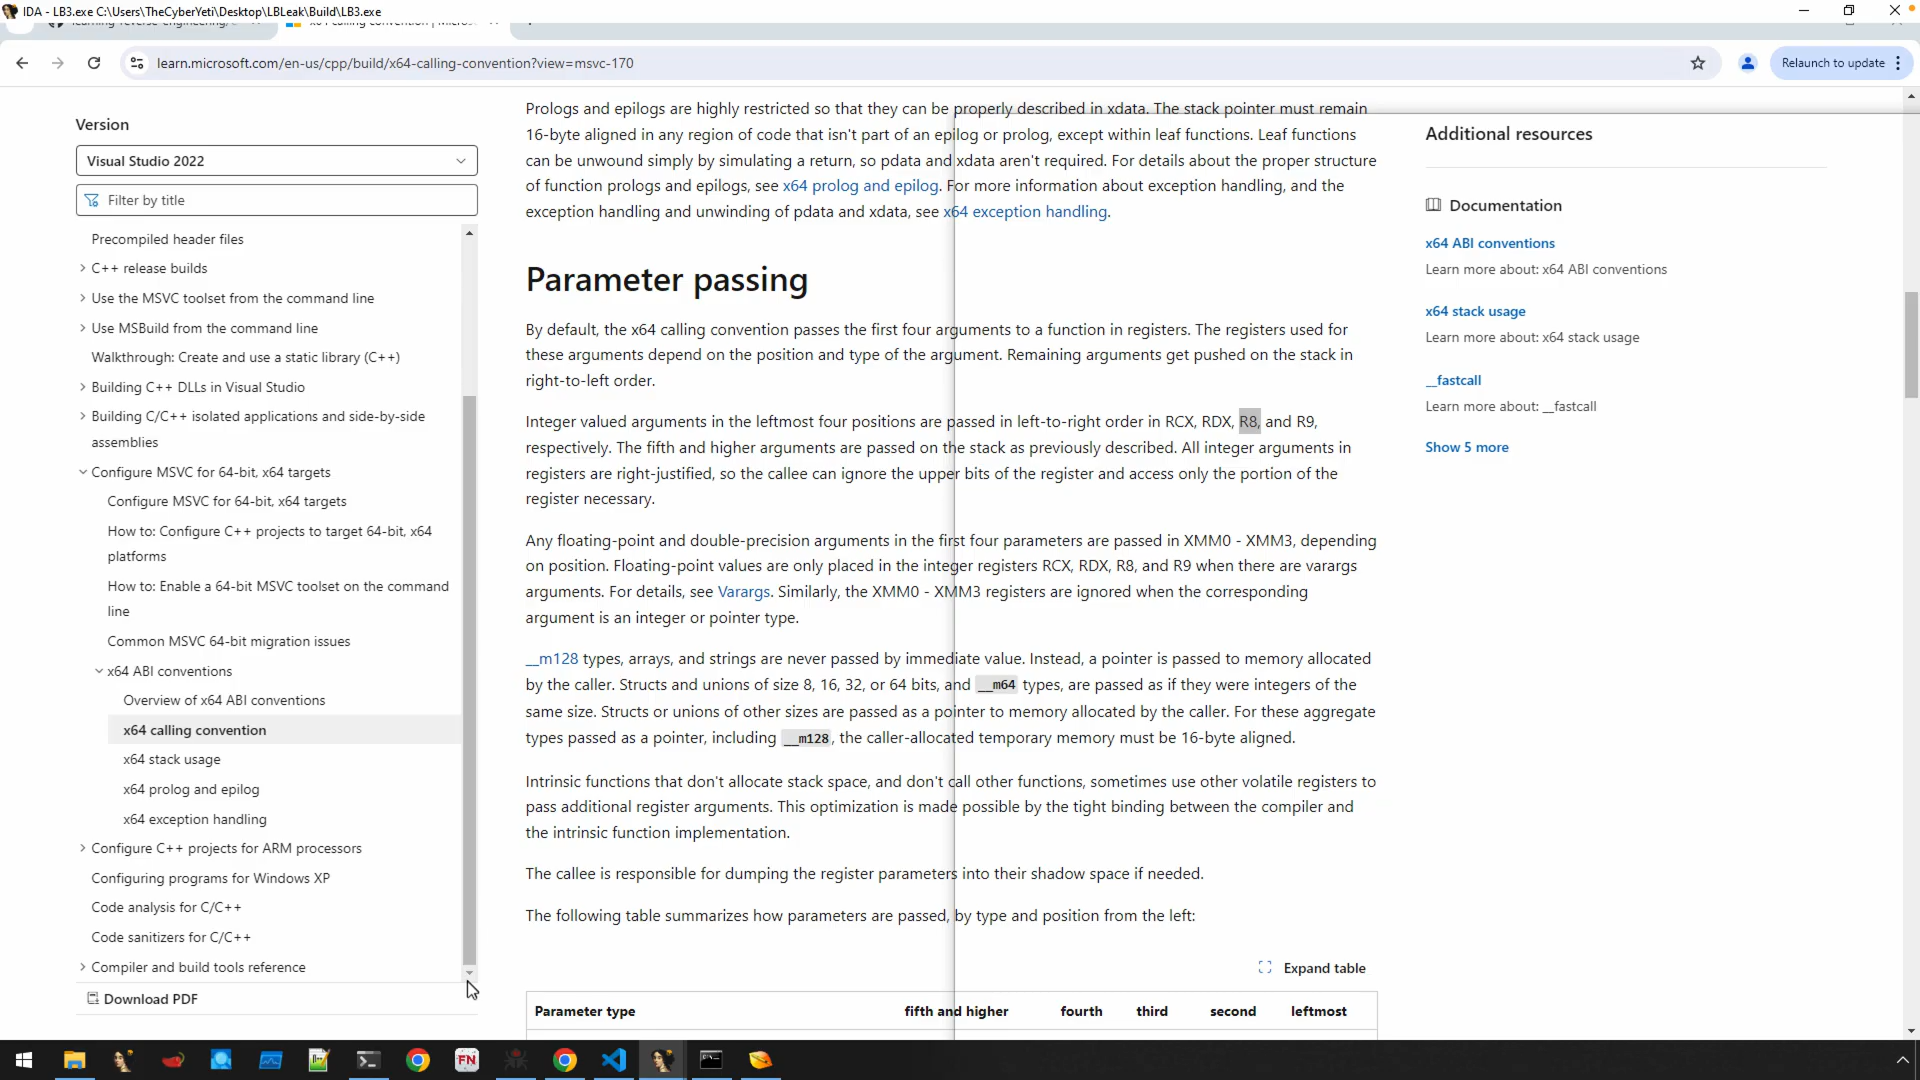 IDA - LB3.exe C:\Users\TheCyberYeti\Desktop\LBLeak\Build\LB3.exe
learn.microsoft.com/en-us/cpp/build/x64-calling-convention?view=msvc-170
Relaunch to update
Version
Visual Studio 2022
Filter by title
Precompiled header files
C++ release builds
Use the MSVC toolset from the command line
Use MSBuild from the command line
Walkthrough: Create and use a static library (C++)
Building C++ DLLs in Visual Studio
Building C/C++ isolated applications and side-by-side
assemblies
Configure MSVC for 64-bit, x64 targets
Configure MSVC for 64-bit, x64 targets
How to: Configure C++ projects to target 64-bit, x64
platforms
How to: Enable a 64-bit MSVC toolset on the command
line
Common MSVC 64-bit migration issues
x64 ABI conventions
Overview of x64 ABI conventions
x64 calling convention
x64 stack usage
x64 prolog and epilog
x64 exception handling
Configure C++ projects for ARM processors
Configuring programs for Windows XP
Code analysis for C/C++
Code sanitizers for C/C++
Compiler and build tools reference
Download PDF
Prologs and epilogs are highly restricted so that they can be properly described in xdata. The stack pointer must remain
16-byte aligned in any region of code that isn't part of an epilog or prolog, except within leaf functions. Leaf functions
can be unwound simply by simulating a return, so pdata and xdata aren't required. For details about the proper structure
of function prologs and epilogs, see x64 prolog and epilog. For more information about exception handling, and the
exception handling and unwinding of pdata and xdata, see x64 exception handling.
Parameter passing
By default, the x64 calling convention passes the first four arguments to a function in registers. The registers used for
these arguments depend on the position and type of the argument. Remaining arguments get pushed on the stack in
right-to-left order.
Integer valued arguments in the leftmost four positions are passed in left-to-right order in RCX, RDX, R8, and R9,
respectively. The fifth and higher arguments are passed on the stack as previously described. All integer arguments in
registers are right-justified, so the callee can ignore the upper bits of the register and access only the portion of the
register necessary.
Any floating-point and double-precision arguments in the first four parameters are passed in XMM0 - XMM3, depending
on position. Floating-point values are only placed in the integer registers RCX, RDX, R8, and R9 when there are varargs
arguments. For details, see Varargs. Similarly, the XMM0 - XMM3 registers are ignored when the corresponding
argument is an integer or pointer type.
__m128 types, arrays, and strings are never passed by immediate value. Instead, a pointer is passed to memory allocated
by the caller. Structs and unions of size 8, 16, 32, or 64 bits, and __m64 types, are passed as if they were integers of the
same size. Structs or unions of other sizes are passed as a pointer to memory allocated by the caller. For these aggregate
types passed as a pointer, including __m128, the caller-allocated temporary memory must be 16-byte aligned.
Intrinsic functions that don't allocate stack space, and don't call other functions, sometimes use other volatile registers to
pass additional register arguments. This optimization is made possible by the tight binding between the compiler and
the intrinsic function implementation.
The callee is responsible for dumping the register parameters into their shadow space if needed.
The following table summarizes how parameters are passed, by type and position from the left:
Expand table
Parameter type fifth and higher fourth third second leftmost
Additional resources
Documentation
x64 ABI conventions
Learn more about: x64 ABI conventions
x64 stack usage
Learn more about: x64 stack usage
__fastcall
Learn more about: __fastcall
Show 5 more
FN